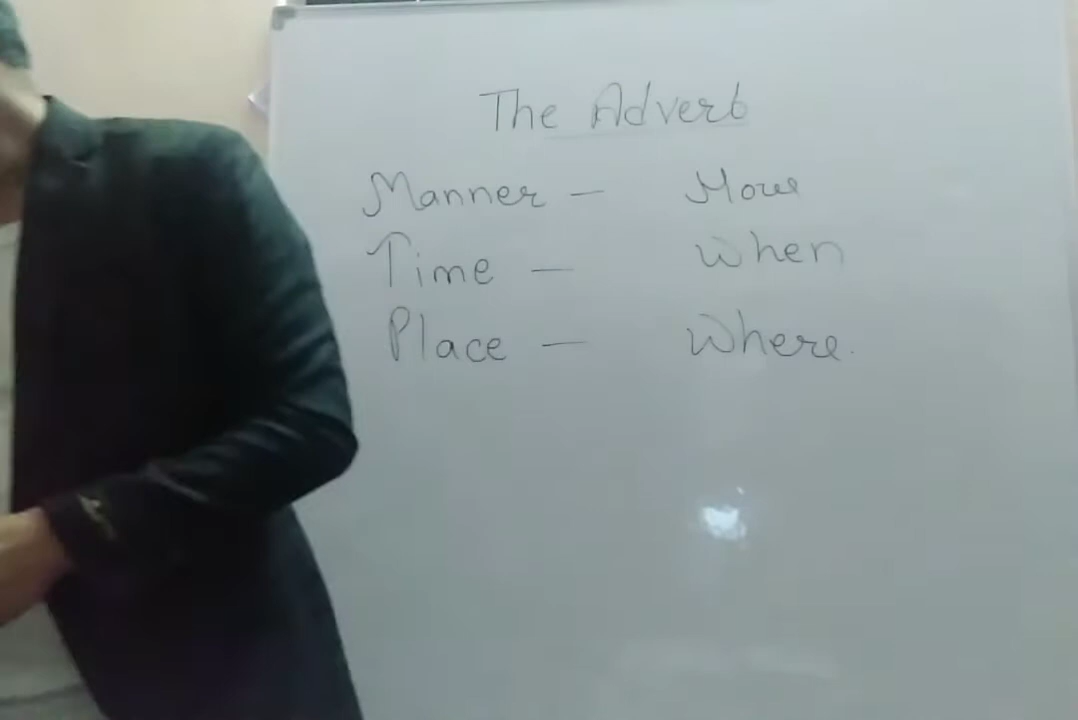 The Adverb
Manner – How
Time – When
Place – Where.